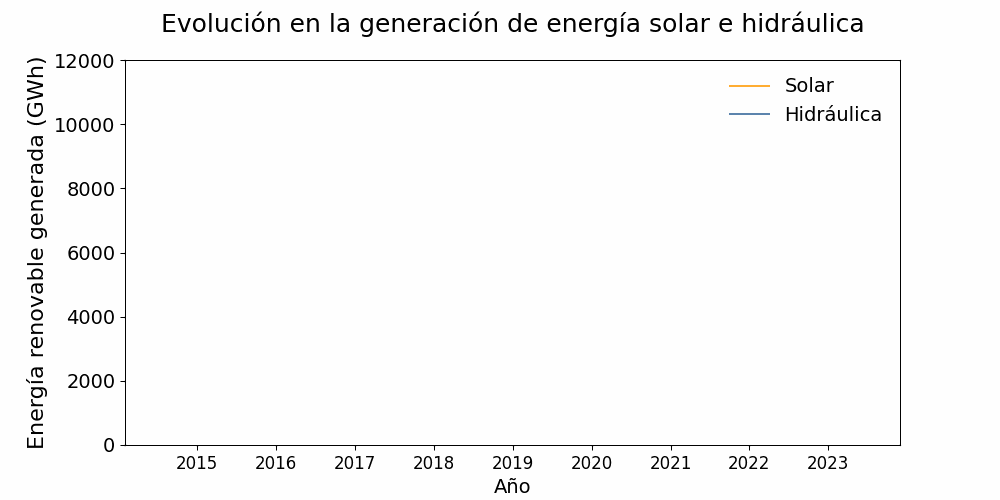 Evolución en la generación de energía solar e hidráulica
Energía renovable generada (GWh)
12000
10000
8000
6000
4000
2000
0
Solar
Hidráulica
2015 2016 2017 2018 2019 2020 2021 2022 2023
Año